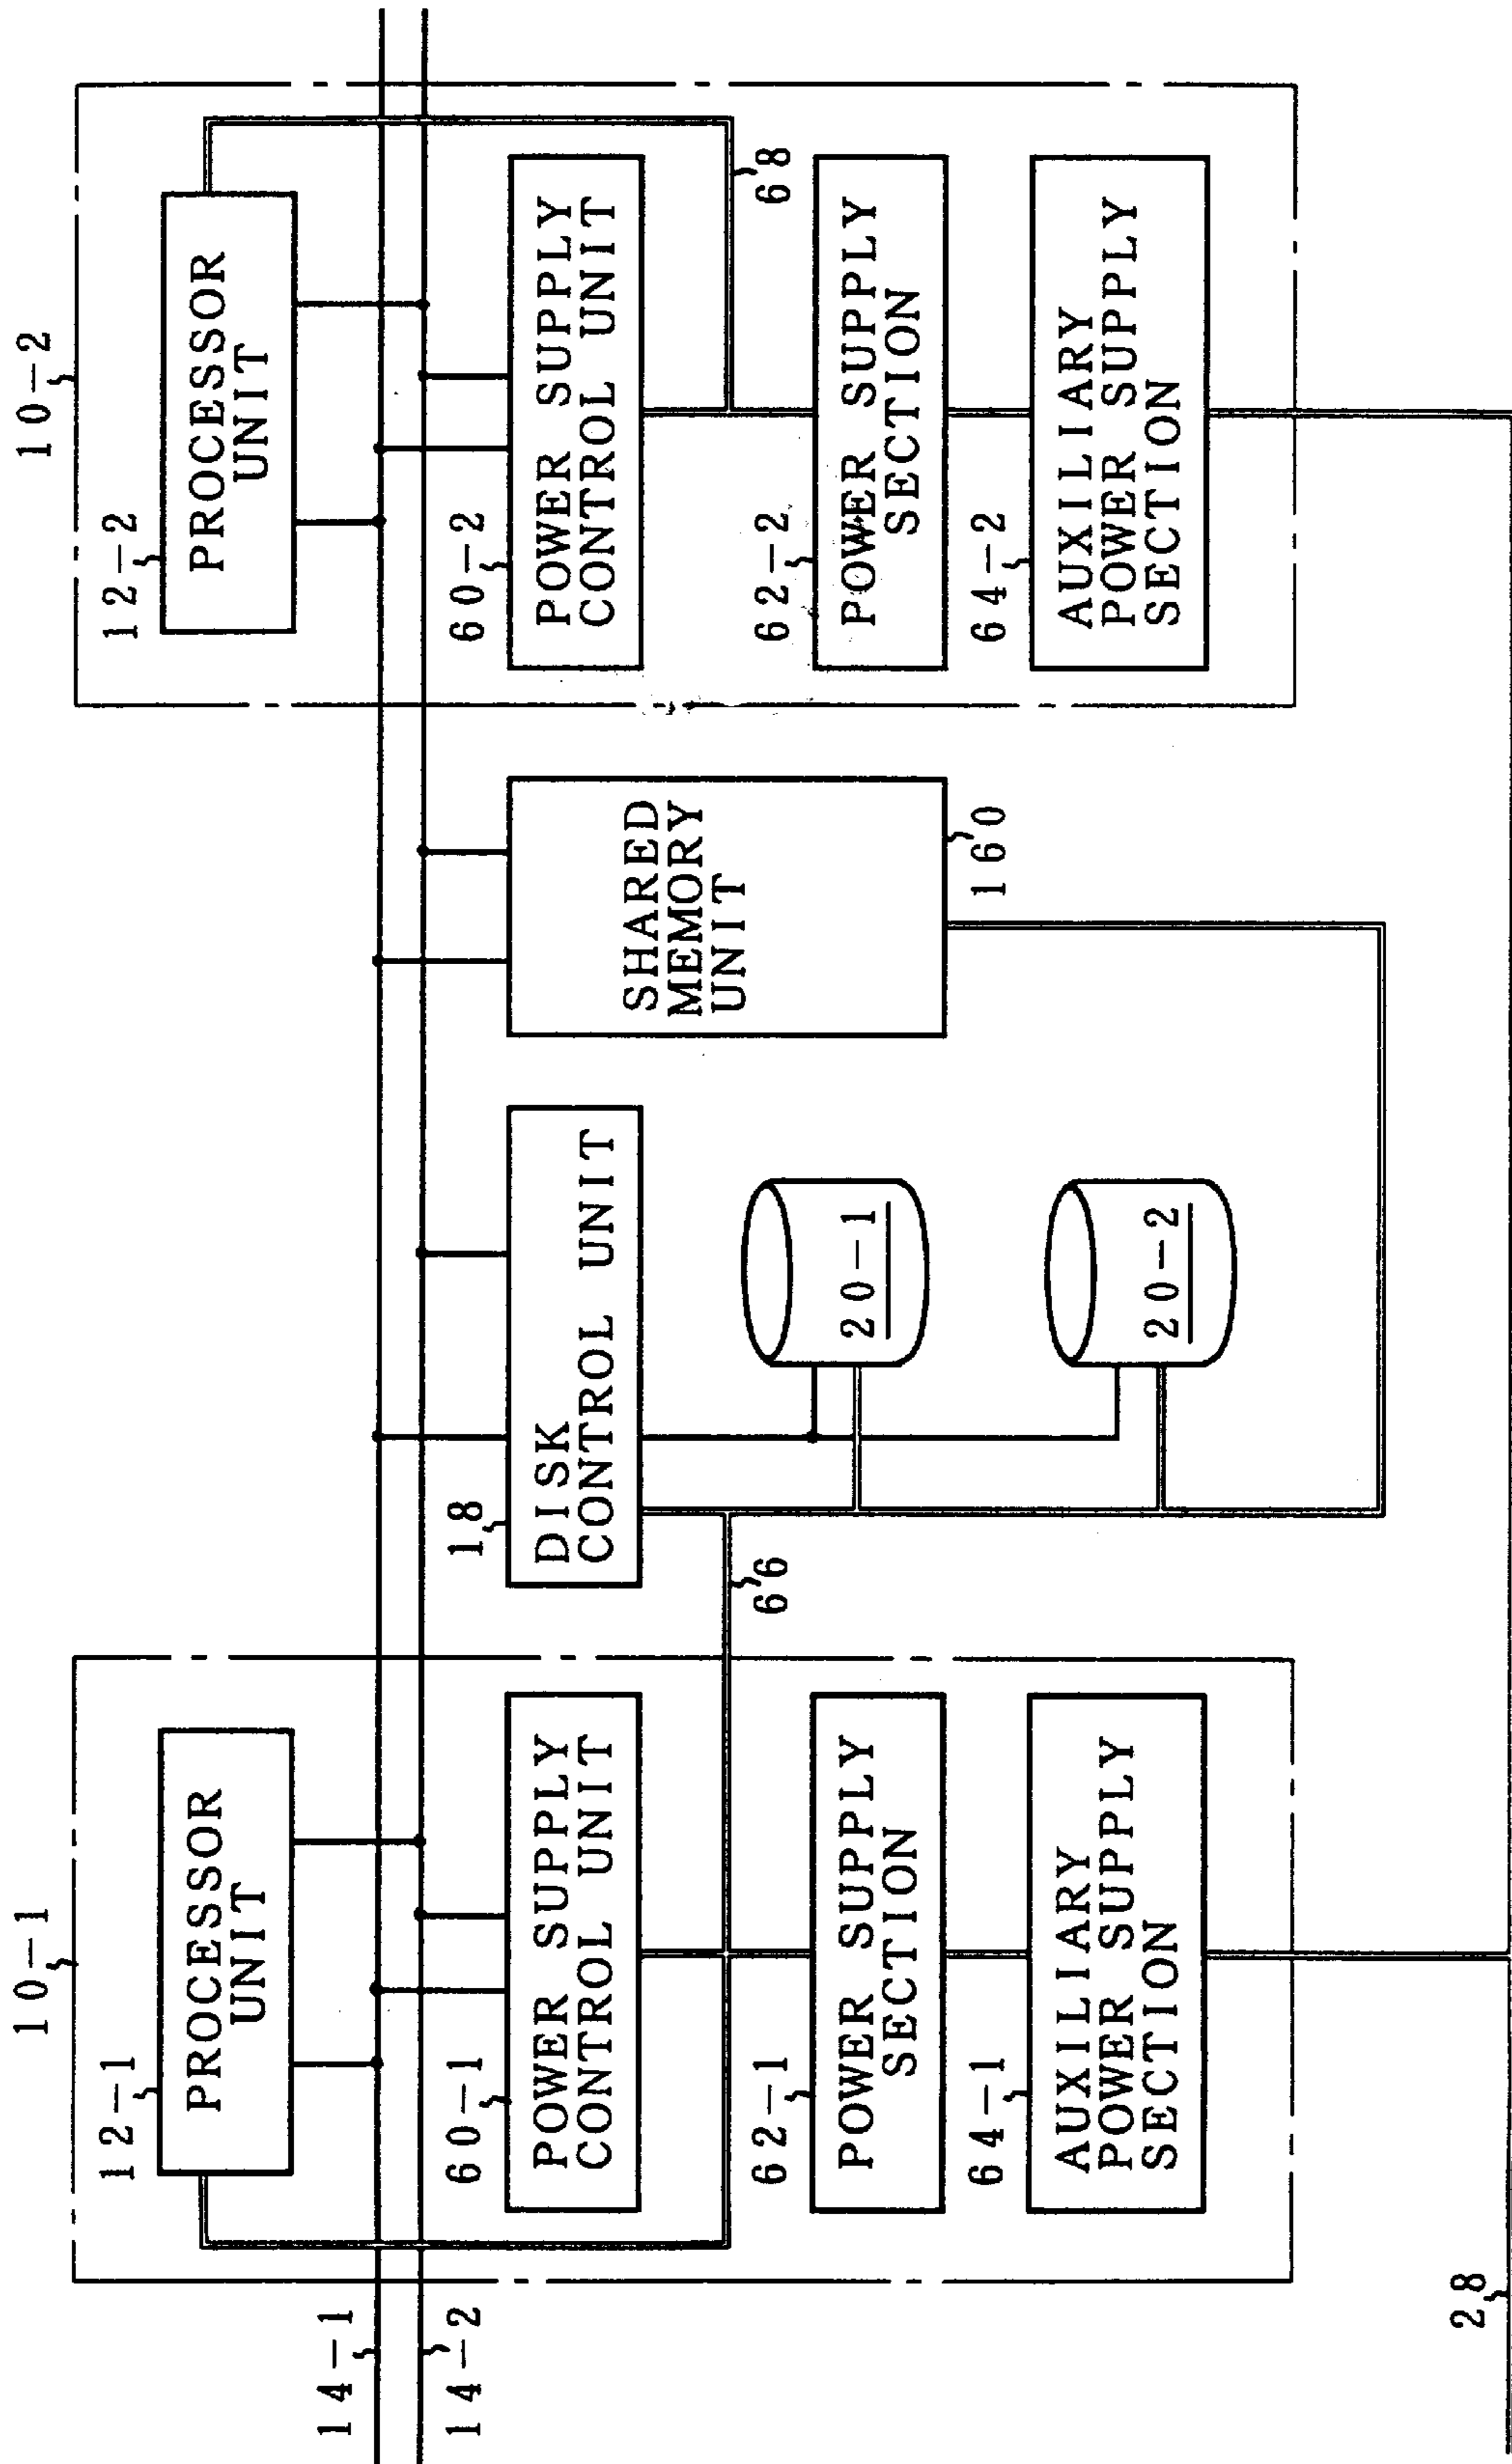 10-1
12-1
PROCESSOR
UNIT
14-1
14-2
60-1
POWER SUPPLY
CONTROL UNIT
62-1
POWER SUPPLY
SECTION
64-1
AUXILIARY
POWER SUPPLY
SECTION
28
66
18
DISK
CONTROL UNIT
20-1
20-2
SHARED
MEMORY
UNIT
160
10-2
12-2
PROCESSOR
UNIT
60-2
POWER SUPPLY
CONTROL UNIT
68
62-2
POWER SUPPLY
SECTION
64-2
AUXILIARY
POWER SUPPLY
SECTION